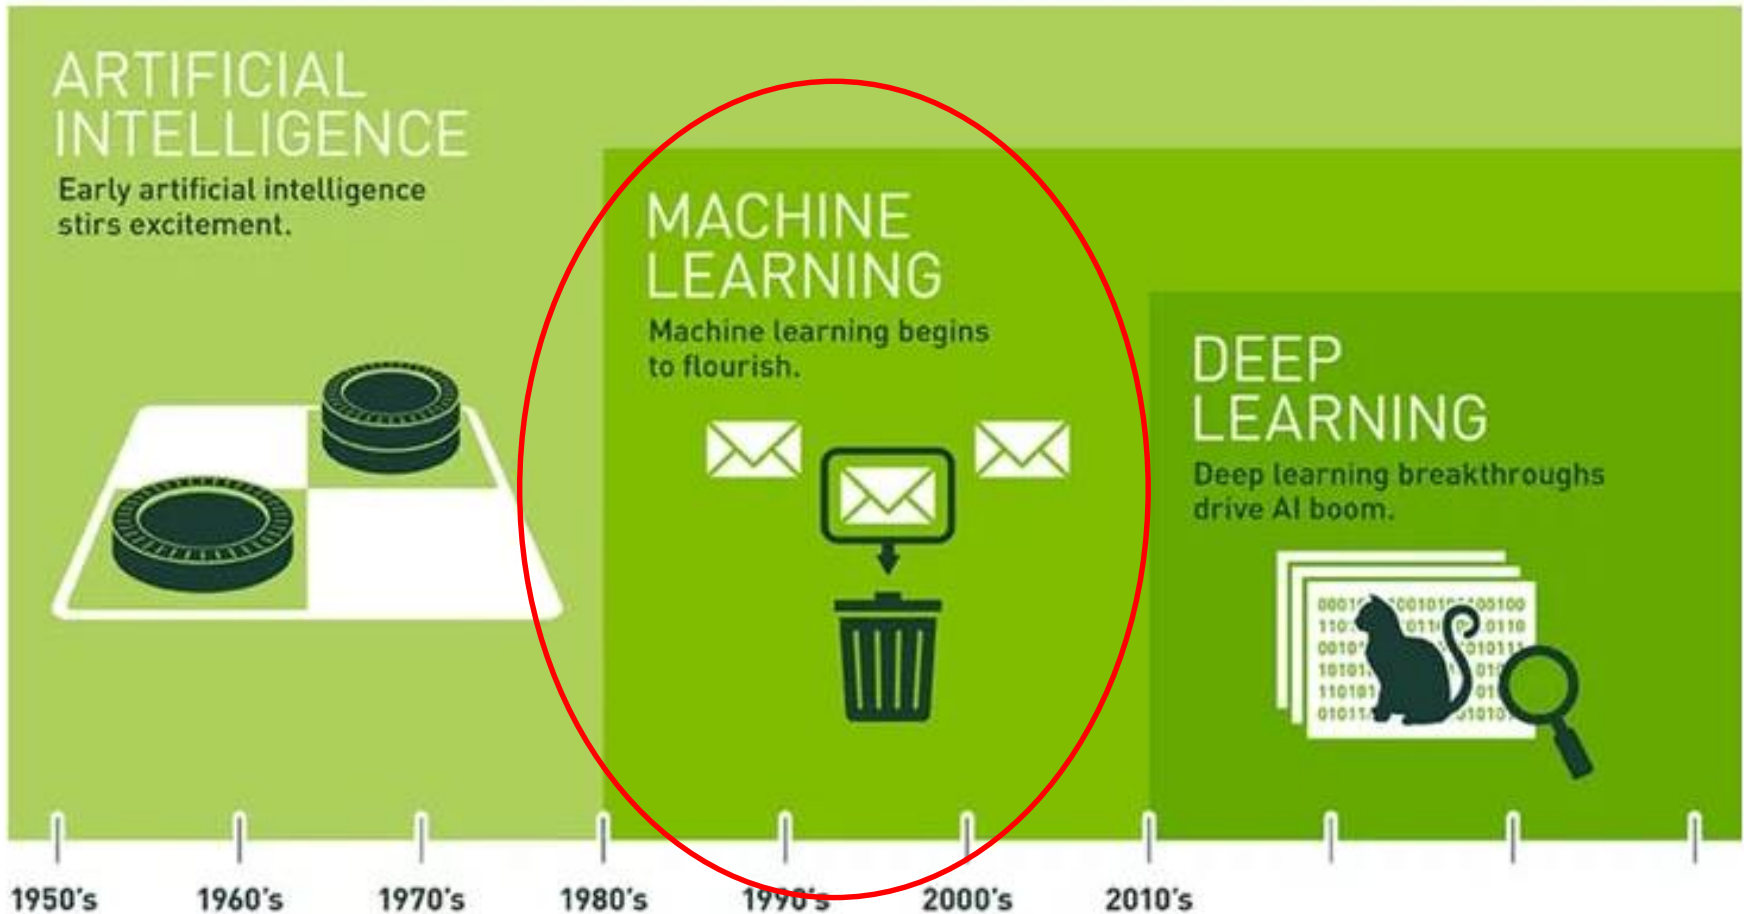 ARTIFICIAL
INTELLIGENCE
Early artificial intelligence
stirs excitement.
MACHINE
LEARNING
Machine learning begins
to flourish.
DEEP
LEARNING
Deep learning breakthroughs
drive AI boom.
1950's 1960's 1970's 1980's 1990's 2000's 2010's